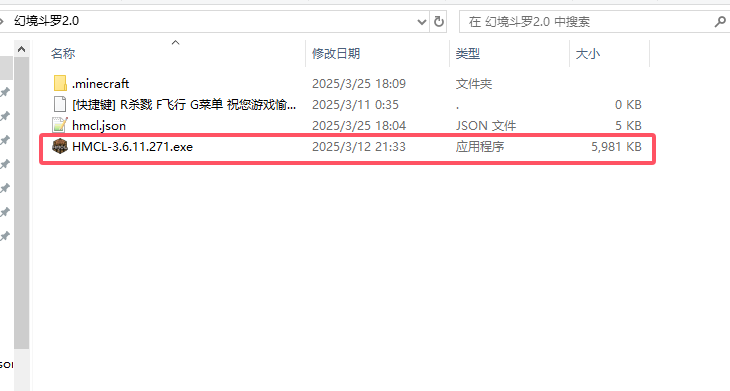 幻境斗罗2.0
在 幻境斗罗2.0 中搜索
名称 修改日期 类型 大小
.minecraft 2025/3/25 18:09 文件夹
[快捷键] R杀戮 F飞行 G菜单 祝您游戏愉... 2025/3/11 0:35 . 0 KB
hmcl.json 2025/3/25 18:04 JSON 文件 5 KB
HMCL-3.6.11.271.exe 2025/3/12 21:33 应用程序 5,981 KB
son